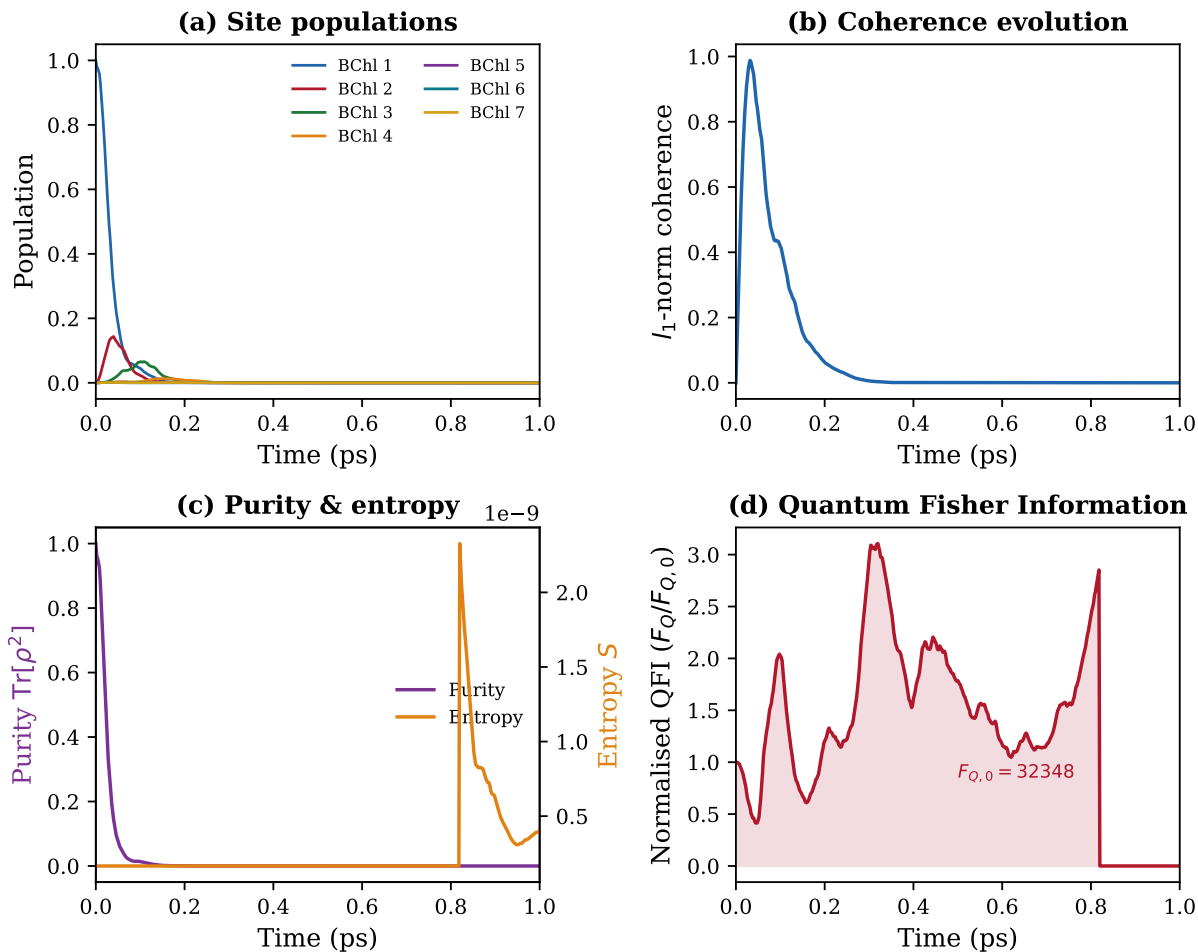 (a) Site populations
1.0
0.8
0.6
0.4
0.2
0.0
Population
BChl 1
BChl 2
BChl 3
BChl 4
BChl 5
BChl 6
BChl 7
0.0 0.2 0.4 0.6 0.8 1.0
Time (ps)
(b) Coherence evolution
1.0
0.8
0.6
0.4
0.2
0.0
l₁-norm coherence
0.0 0.2 0.4 0.6 0.8 1.0
Time (ps)
(c) Purity & entropy
1e−9
1.0
0.8
0.6
0.4
0.2
0.0
Purity Tr[ρ²]
Purity
Entropy
2.0
1.5
1.0
0.5
Entropy S
0.0 0.2 0.4 0.6 0.8 1.0
Time (ps)
(d) Quantum Fisher Information
3.0
2.5
2.0
1.5
1.0
0.5
0.0
Normalised QFI (F_Q/F_{Q,0})
F_{Q,0} = 32348
0.0 0.2 0.4 0.6 0.8 1.0
Time (ps)